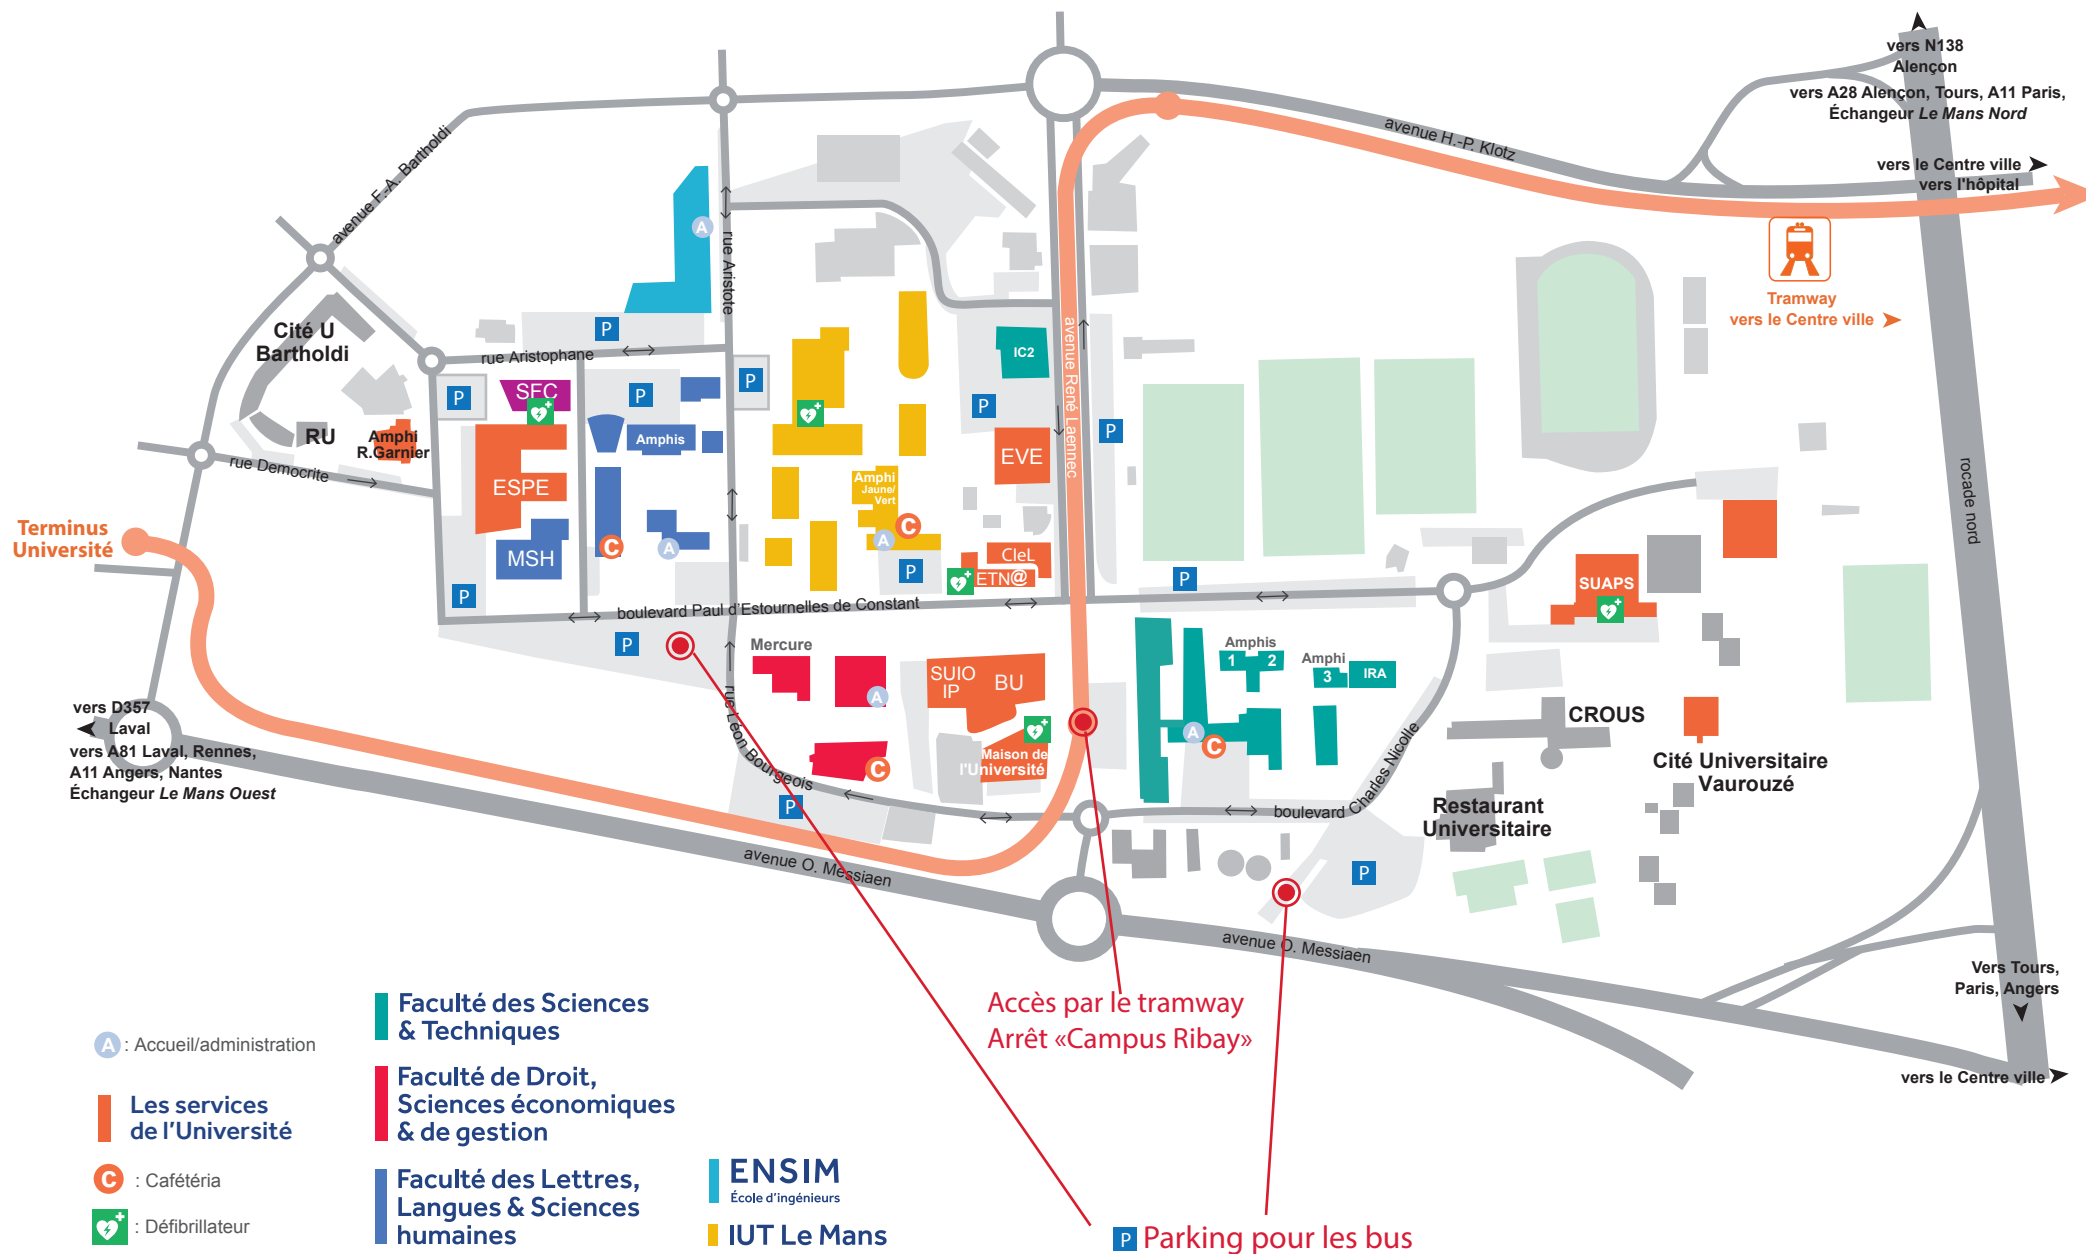 vers N138
Alençon
vers A28 Alençon, Tours, A11 Paris,
Échangeur Le Mans Nord
avenue H.-P. Klotz
vers le Centre ville
vers l'hôpital
avenue F.-A. Bartholdi
A
rue Aristote
Tramway
vers le Centre ville
Cité U
Bartholdi
P
rue Aristophane
avenue René Laennec
IC2
P
SFC
P
P
P
P
RU
Amphi
R.Garnier
Amphis
EVE
rue Democrite
ESPE
Amphi
Jaune/
Vert
rocade nord
Terminus
Université
C
A
C
A
MSH
CIeL
ETN@
P
P
P
SUAPS
boulevard Paul d'Estournelles de Constant
P
Mercure
Amphis
1
2
Amphi
3
IRA
SUIO
IP
BU
A
rue Léon Bourgeois
vers D357
Laval
vers A81 Laval, Rennes,
A11 Angers, Nantes
Échangeur Le Mans Ouest
A
C
C
Maison de
l'Université
CROUS
Cité Universitaire
Vaurouzé
P
boulevard Charles Nicolle
Restaurant
Universitaire
avenue O. Messiaen
P
avenue O. Messiaen
Vers Tours,
Paris, Angers
vers le Centre ville
Accès par le tramway
Arrêt «Campus Ribay»
A : Accueil/administration
Les services
de l'Université
C : Cafétéria
: Défibrillateur
Faculté des Sciences
& Techniques
Faculté de Droit,
Sciences économiques
& de gestion
Faculté des Lettres,
Langues & Sciences
humaines
ENSIM
École d'ingénieurs
IUT Le Mans
P Parking pour les bus